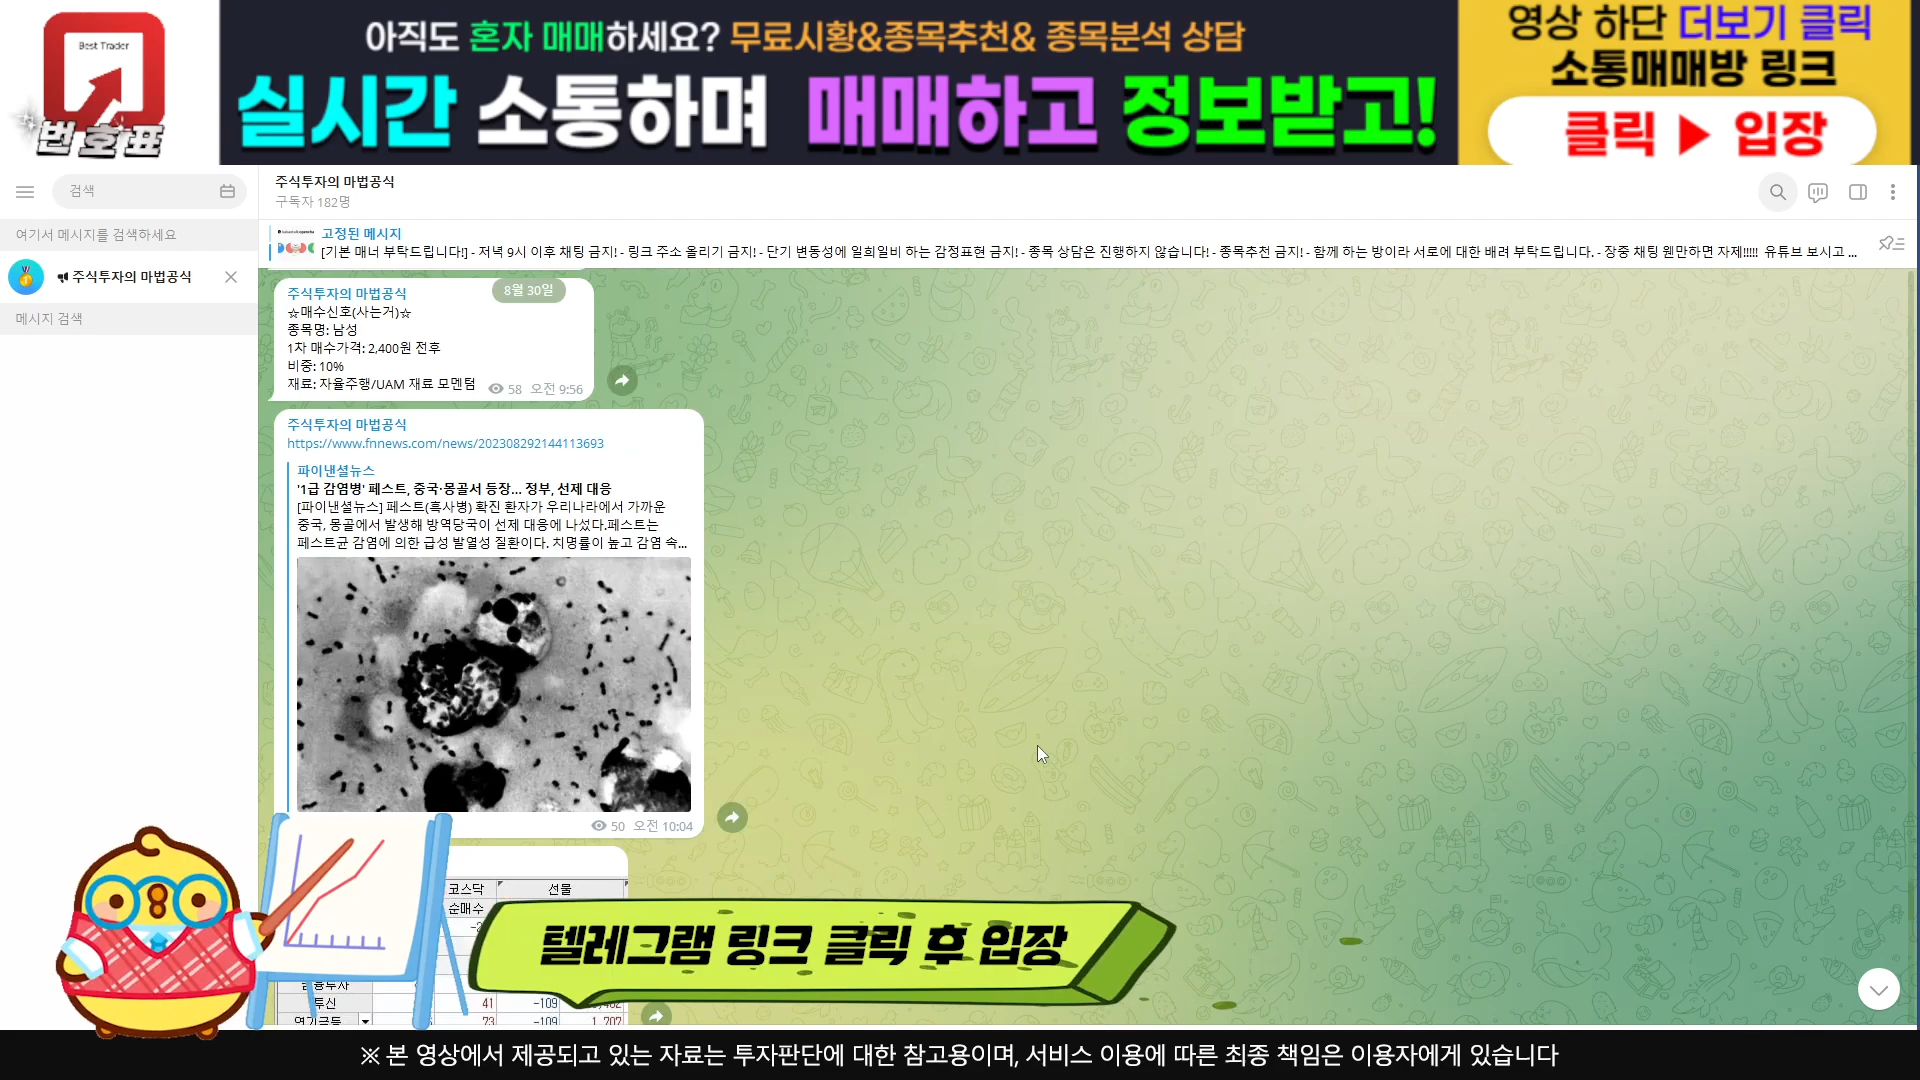 Best Trader
번호표
아직도 혼자 매매하세요? 무료시황&종목추천& 종목분석 상담
실시간 소통하며 매매하고 정보받고!
영상 하단 더보기 클릭
소통매매방 링크
클릭 ▶ 입장
검색
여기서 메시지를 검색하세요
주식투자의 마법공식
메시지 검색
주식투자의 마법공식
구독자 182명
고정된 메시지
[기본 매너 부탁드립니다!] - 저녁 9시 이후 채팅 금지! - 링크 주소 올리기 금지! - 단기 변동성에 일희일비 하는 감정표현 금지! - 종목 상담은 진행하지 않습니다! - 종목추천 금지! - 함께 하는 방이라 서로에 대한 배려 부탁드립니다. - 장중 채팅 웬만하면 자제!!!!! 유튜브 보시고 ...
8월 30일
주식투자의 마법공식
☆매수신호(사는거)☆
종목명: 남성
1차 매수가격: 2,400원 전후
비중: 10%
재료: 자율주행/UAM 재료 모멘텀
58 오전 9:56
주식투자의 마법공식
https://www.fnnews.com/news/202308292144113693
파이낸셜뉴스
'1급 감염병' 페스트, 중국·몽골서 등장... 정부, 선제 대응
[파이낸셜뉴스] 페스트(흑사병) 확진 환자가 우리나라에서 가까운
중국, 몽골에서 발생해 방역당국이 선제 대응에 나섰다.페스트는
페스트균 감염에 의한 급성 발열성 질환이다. 치명률이 높고 감염 속...
50 오전 10:04
코스닥 선물
순매수
투신 41 -109
연기금등 73 -109 1,707
텔레그램 링크 클릭 후 입장
※ 본 영상에서 제공되고 있는 자료는 투자판단에 대한 참고용이며, 서비스 이용에 따른 최종 책임은 이용자에게 있습니다